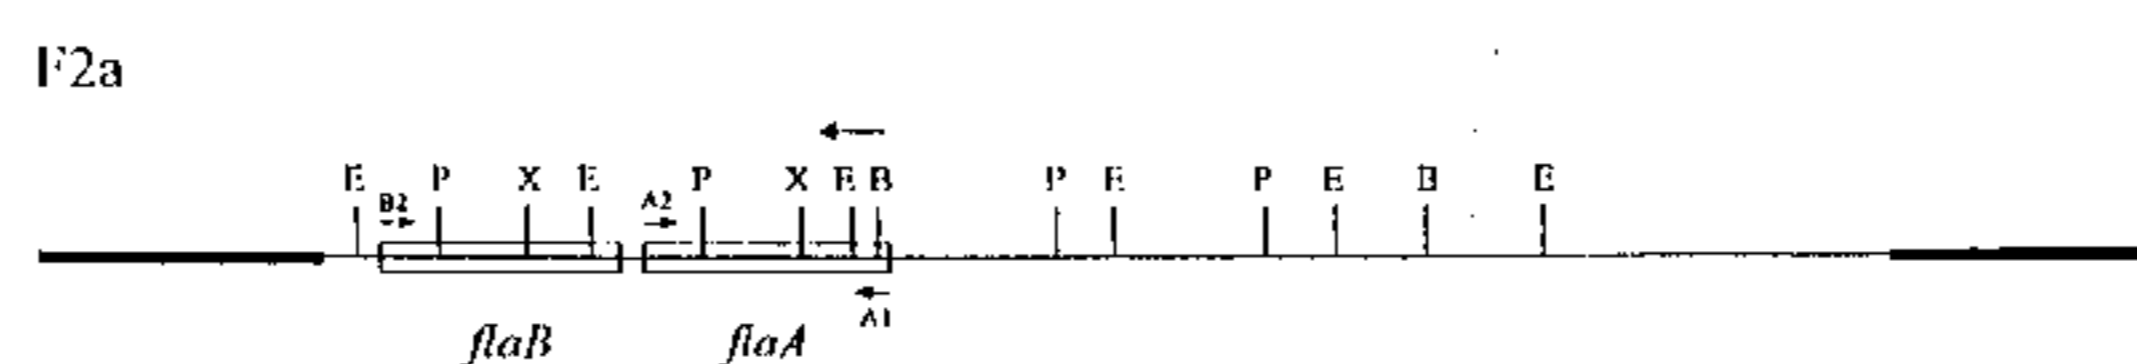 F2a
E P X E P X E B P E P E B E
B2 A2
A1
flaB flaA